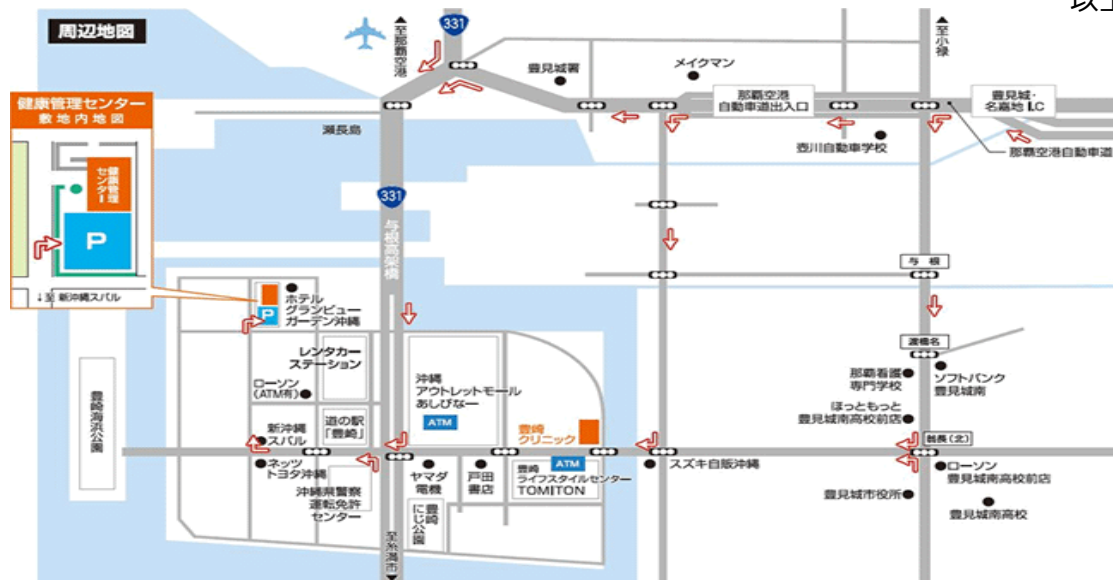 以上
周辺地図
331
至那覇空港
至小禄
豊見城署
メイクマン
那覇空港
自動車道出入口
豊見城・
名嘉地 I.C
瀬長島
壺川自動車学校
那覇空港自動車道
健康管理センター
敷地内地図
健康管理
センター
P
↓至 新沖縄スバル
331
与根高架橋
与 根
渡橋名
P
ホテル
グランビュー
ガーデン沖縄
レンタカー
ステーション
ローソン
(ATM有)
沖縄
アウトレットモール
あしびなー
ATM
那覇看護
専門学校
ソフトバンク
豊見城南
ほっともっと
豊見城南高校前店
翁長(北)
豊崎海浜公園
新沖縄
スバル
道の駅
「豊崎」
豊崎
クリニック
ネッツ
トヨタ沖縄
沖縄県警察
運転免許
センター
ヤマダ
電機
戸田
書店
豊崎
ATM
ライフスタイルセンター
TOMITON
スズキ自販沖縄
ローソン
豊見城南高校前店
豊見城市役所
豊見城南高校
豊崎
にじ公園
至糸満市